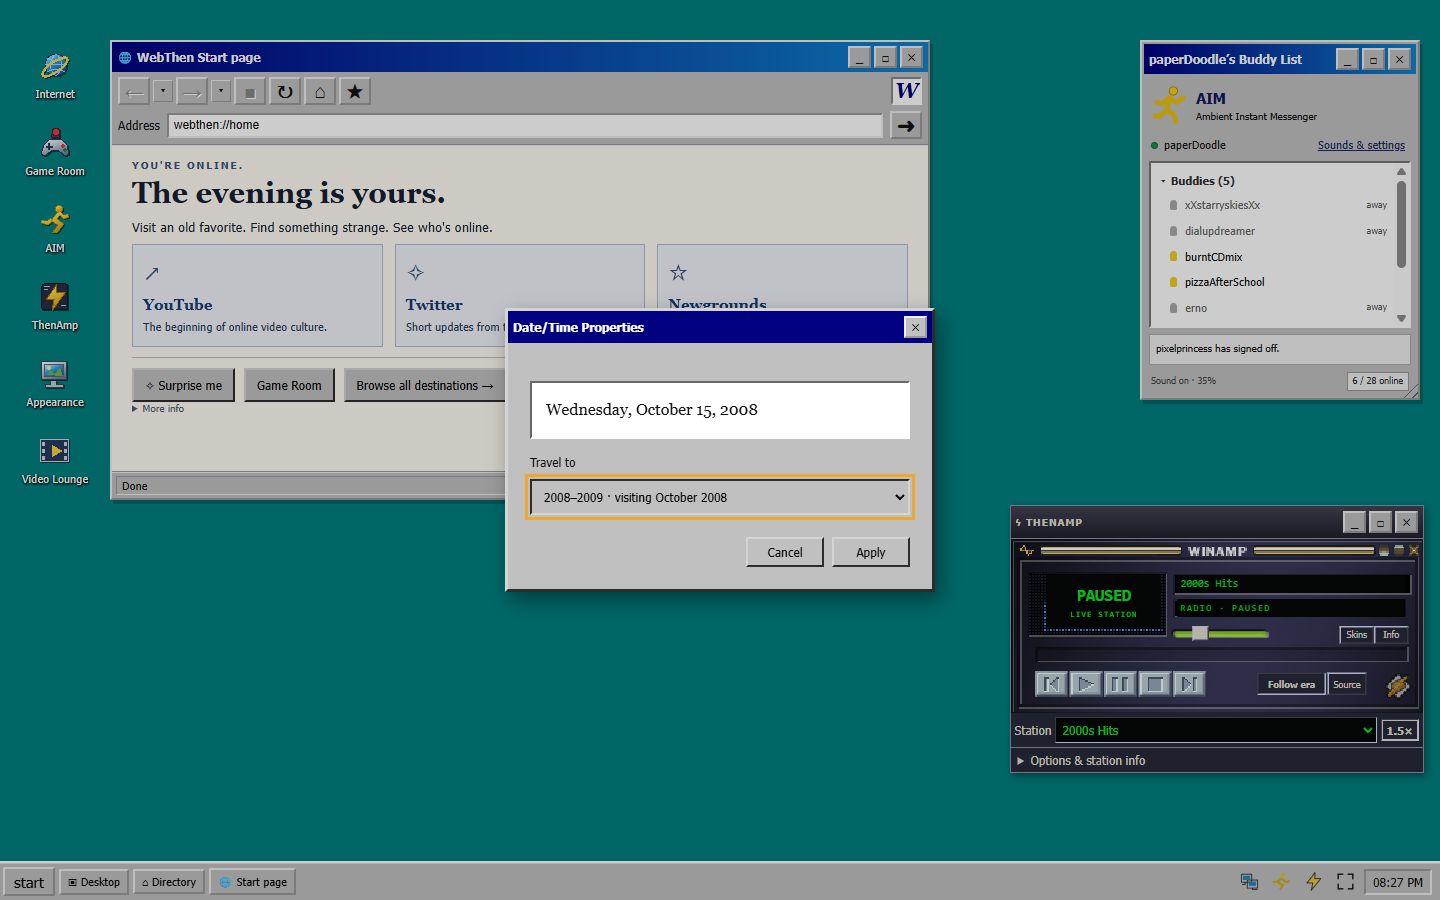 Internet
Game Room
AIM
ThenAmp
Appearance
Video Lounge
WebThen Start page
W
Address
webthen://home
YOU'RE ONLINE.
The evening is yours.
Visit an old favorite. Find something strange. See who's online.
YouTube
The beginning of online video culture.
Twitter
Short updates from t
Newgrounds
Surprise me
Game Room
Browse all destinations →
More info
Done
Date/Time Properties
Wednesday, October 15, 2008
Travel to
2008–2009 · visiting October 2008
Cancel
Apply
paperDoodle's Buddy List
AIM
Ambient Instant Messenger
paperDoodle
Sounds & settings
Buddies (5)
xXstarryskiesXx away
dialupdreamer away
burntCDmix
pizzaAfterSchool
erno away
pixelprincess has signed off.
Sound on · 35%
6 / 28 online
THENAMP
WINAMP
PAUSED
LIVE STATION
2000s Hits
RADIO - PAUSED
Skins
Info
Follow era
Source
Station
2000s Hits
1.5×
Options & station info
start
Desktop
Directory
Start page
08:27 PM